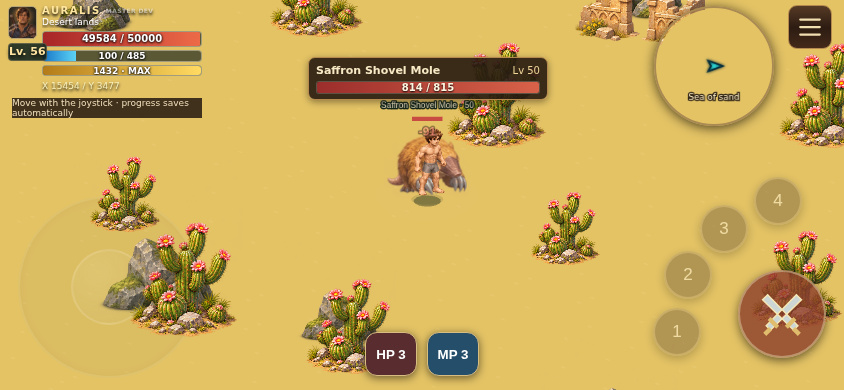 AURALIS MASTER DEV
Desert lands
49584 / 50000
Lv. 56
100 / 485
1432 · MAX
X 15454 / Y 3477
Move with the joystick · progress saves
automatically
Saffron Shovel Mole Lv 50
814 / 815
Saffron Shovel Mole · 50
Sea of sand
4
3
2
1
HP 3
MP 3